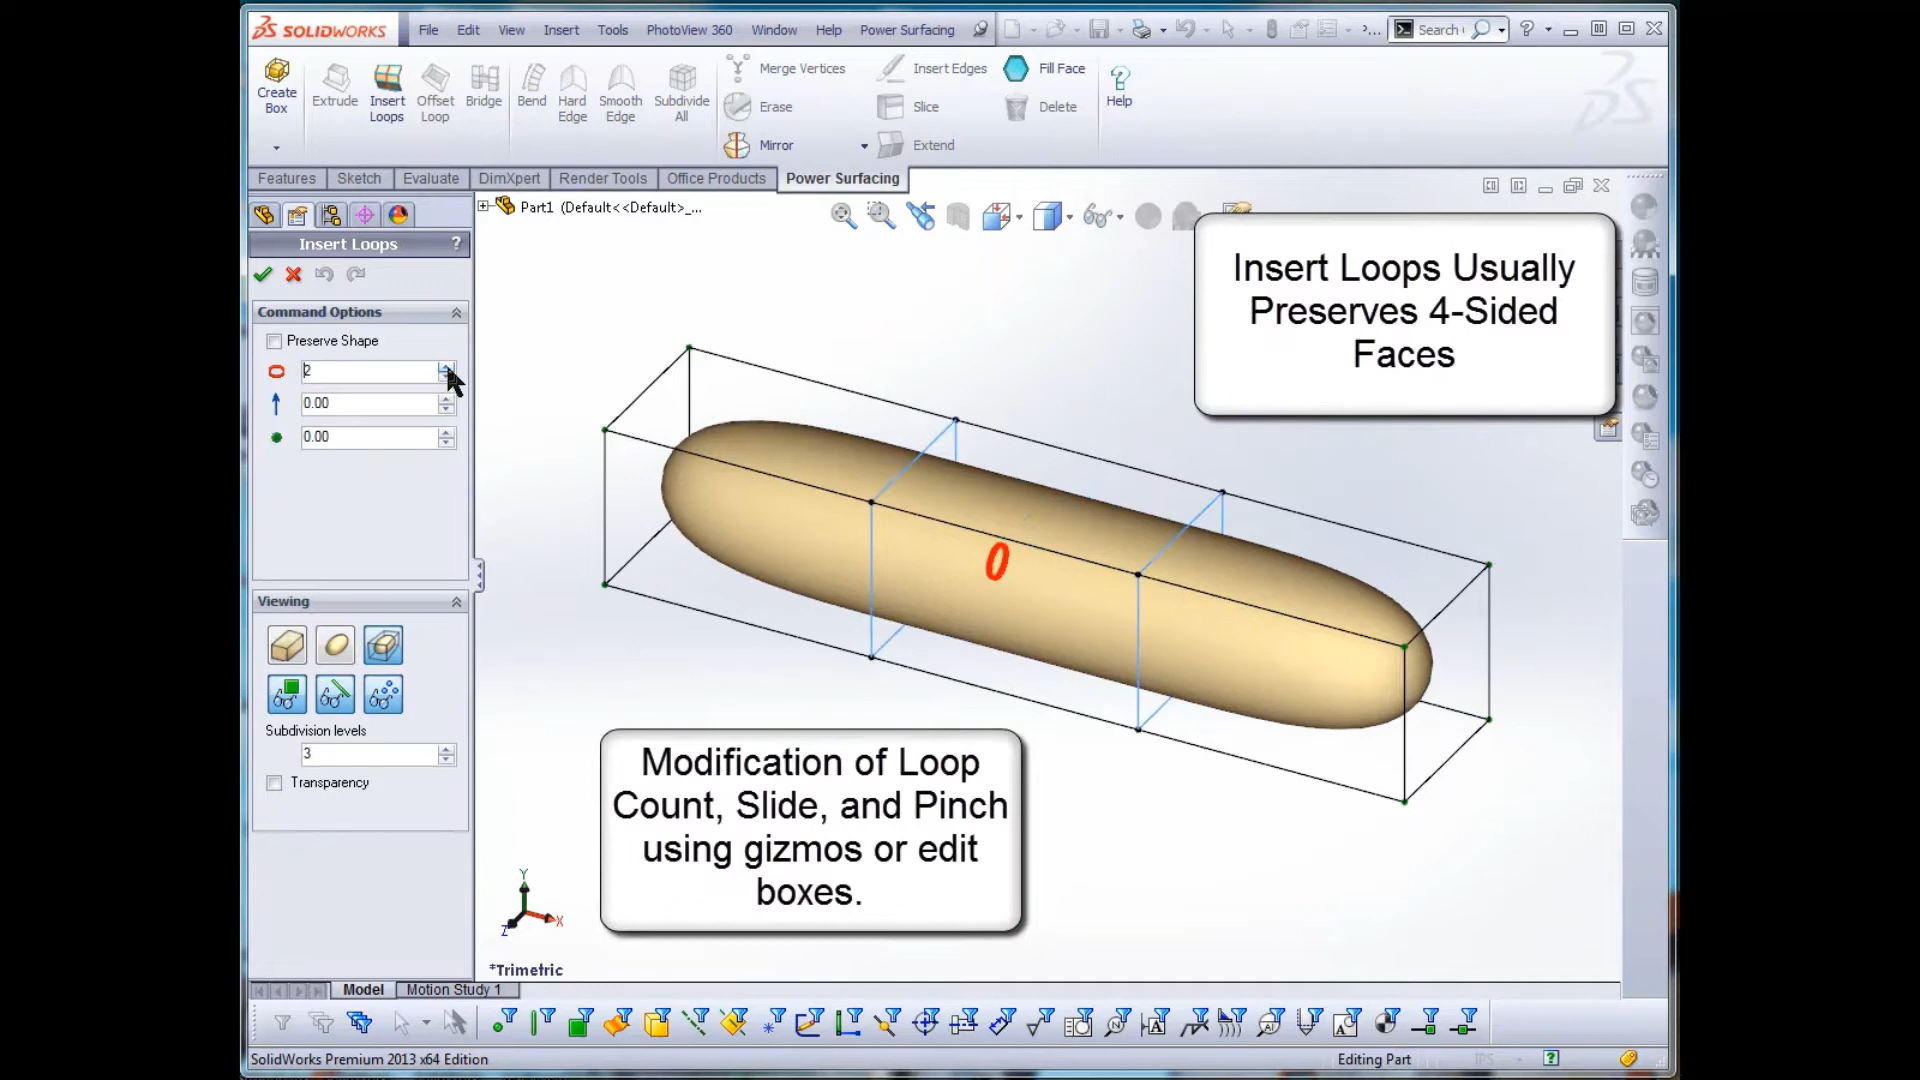 SOLIDWORKS File Edit View Insert Tools PhotoView 360 Window Help Power Surfacing Search
Create Box
Extrude
Insert Loops
Offset Loop
Bridge
Bend
Hard Edge
Smooth Edge
Subdivide All
Merge Vertices
Insert Edges
Fill Face
Erase
Slice
Delete
Mirror
Extend
Help
Features Sketch Evaluate DimXpert Render Tools Office Products Power Surfacing
Part1 (Default<<Default>_...
Insert Loops ?
Command Options
Preserve Shape
2
0.00
0.00
Viewing
Subdivision levels
3
Transparency
Insert Loops Usually
Preserves 4-Sided
Faces
Modification of Loop
Count, Slide, and Pinch
using gizmos or edit
boxes.
Y
X
Z
*Trimetric
Model Motion Study 1
SolidWorks Premium 2013 x64 Edition
Editing Part
IPS